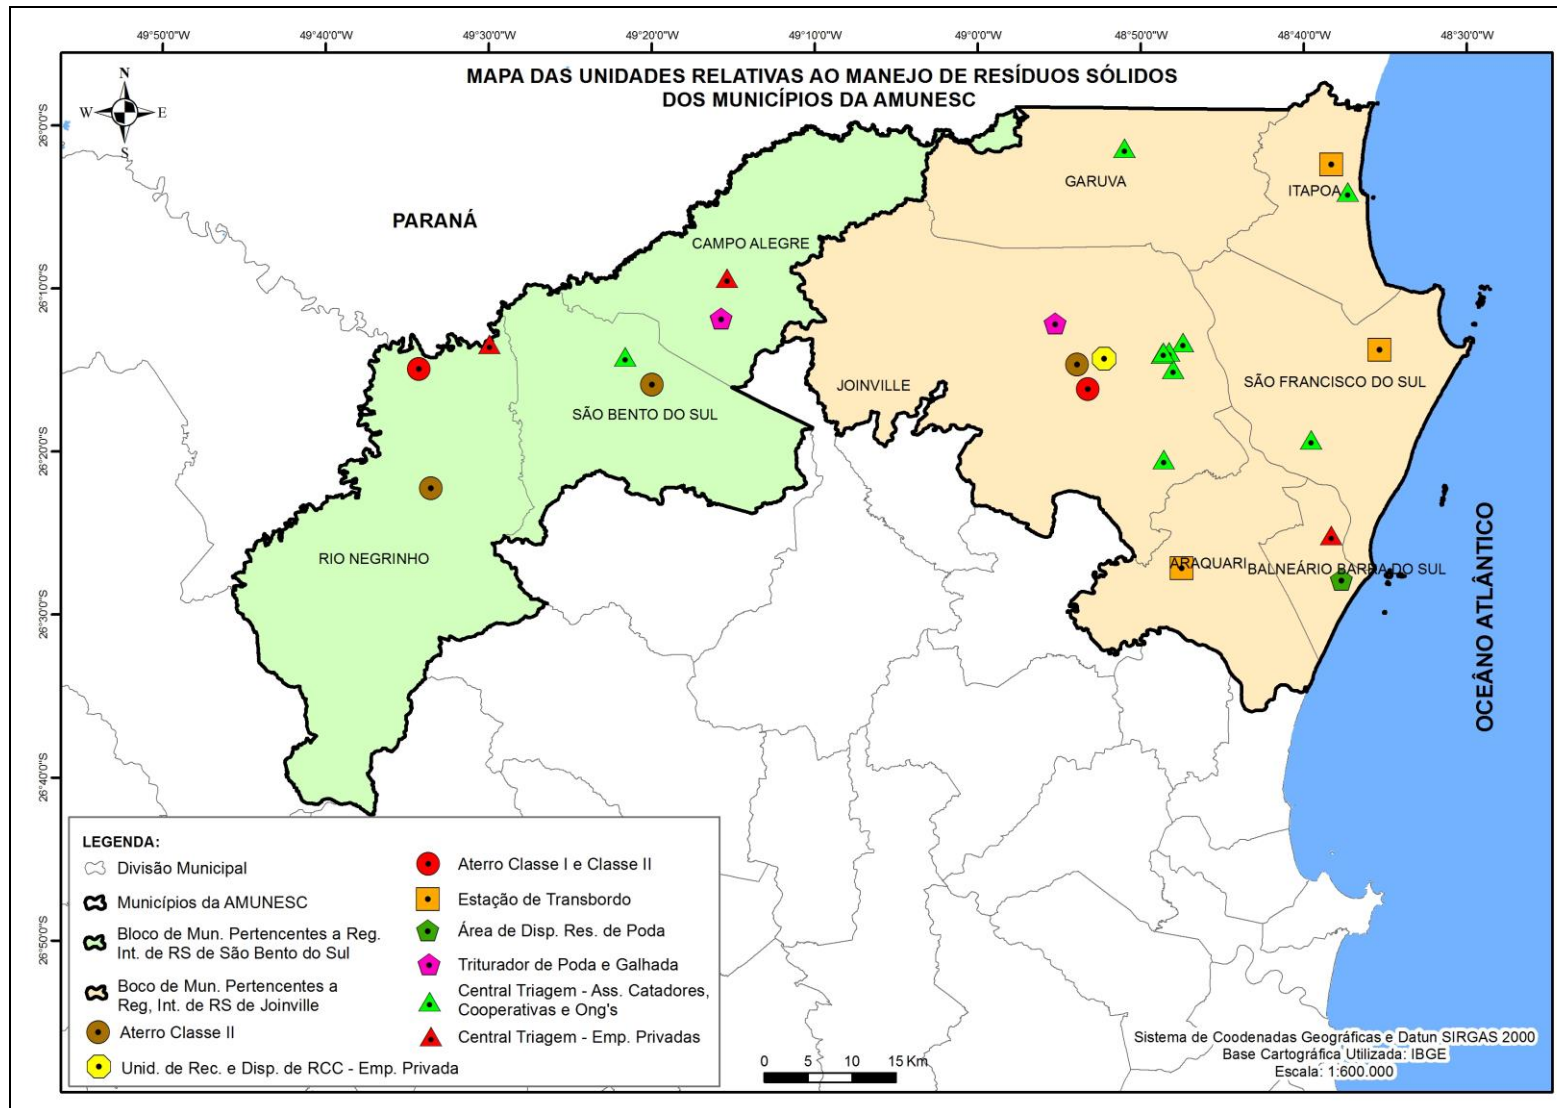 49°50'0"W
49°40'0"W
49°30'0"W
49°20'0"W
49°10'0"W
49°0'0"W
48°50'0"W
48°40'0"W
48°30'0"W
MAPA DAS UNIDADES RELATIVAS AO MANEJO DE RESÍDUOS SÓLIDOS
DOS MUNICÍPIOS DA AMUNESC
N
W
E
S
26°0'0"S
26°10'0"S
26°20'0"S
26°30'0"S
26°40'0"S
26°50'0"S
PARANÁ
GARUVA
ITAPOA
CAMPO ALEGRE
JOINVILLE
SÃO FRANCISCO DO SUL
SÃO BENTO DO SUL
RIO NEGRINHO
ARAQUARI
BALNEÁRIO BARRA DO SUL
OCEÂNO ATLÂNTICO
LEGENDA:
Divisão Municipal
Municípios da AMUNESC
Bloco de Mun. Pertencentes a Reg.
Int. de RS de São Bento do Sul
Boco de Mun. Pertencentes a
Reg, Int. de RS de Joinville
Aterro Classe II
Unid. de Rec. e Disp. de RCC - Emp. Privada
Aterro Classe I e Classe II
Estação de Transbordo
Área de Disp. Res. de Poda
Triturador de Poda e Galhada
Central Triagem - Ass. Catadores,
Cooperativas e Ong's
Central Triagem - Emp. Privadas
0 5 10 15 Km
Sistema de Coodenadas Geográficas e Datun SIRGAS 2000
Base Cartográfica Utilizada: IBGE
Escala: 1:600.000